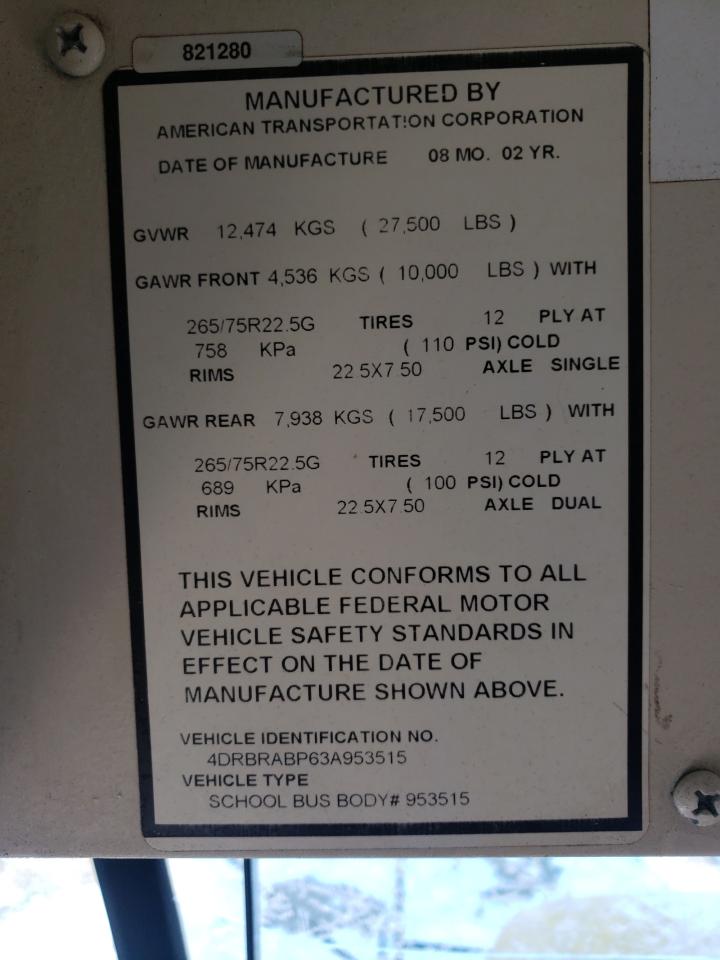 821280
MANUFACTURED BY
AMERICAN TRANSPORTATION CORPORATION
DATE OF MANUFACTURE 08 MO. 02 YR.
GVWR 12,474 KGS ( 27,500 LBS )
GAWR FRONT 4,536 KGS ( 10,000 LBS ) WITH
265/75R22.5G TIRES 12 PLY AT
758 KPa ( 110 PSI) COLD
RIMS 22.5X7.50 AXLE SINGLE
GAWR REAR 7,938 KGS ( 17,500 LBS ) WITH
265/75R22.5G TIRES 12 PLY AT
689 KPa ( 100 PSI) COLD
RIMS 22.5X7.50 AXLE DUAL
THIS VEHICLE CONFORMS TO ALL
APPLICABLE FEDERAL MOTOR
VEHICLE SAFETY STANDARDS IN
EFFECT ON THE DATE OF
MANUFACTURE SHOWN ABOVE.
VEHICLE IDENTIFICATION NO.
4DRBRABP63A953515
VEHICLE TYPE
SCHOOL BUS BODY# 953515